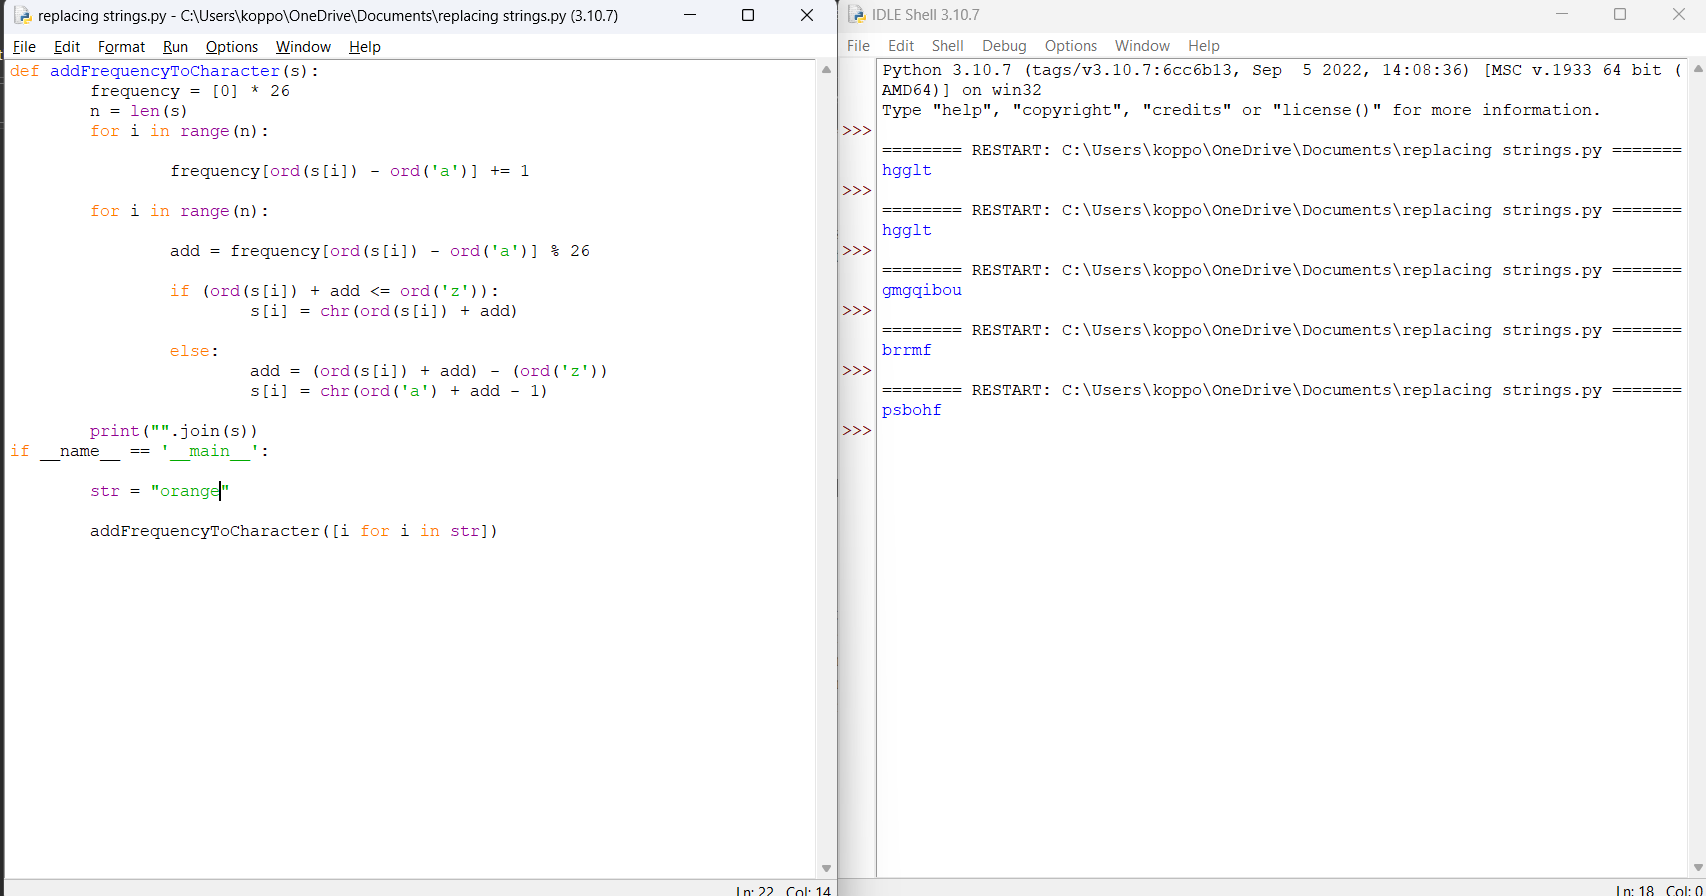 replacing strings.py - C:\Users\koppo\OneDrive\Documents\replacing strings.py (3.10.7)
File Edit Format Run Options Window Help
def addFrequencyToCharacter(s):
        frequency = [0] * 26
        n = len(s)
        for i in range(n):
                frequency[ord(s[i]) - ord('a')] += 1
        for i in range(n):
                add = frequency[ord(s[i]) - ord('a')] % 26
                if (ord(s[i]) + add <= ord('z')):
                        s[i] = chr(ord(s[i]) + add)
                else:
                        add = (ord(s[i]) + add) - (ord('z'))
                        s[i] = chr(ord('a') + add - 1)
        print("".join(s))
if __name__ == '__main__':
        str = "orange"
        addFrequencyToCharacter([i for i in str])
Ln: 22 Col: 14
IDLE Shell 3.10.7
File Edit Shell Debug Options Window Help
Python 3.10.7 (tags/v3.10.7:6cc6b13, Sep  5 2022, 14:08:36) [MSC v.1933 64 bit (
AMD64)] on win32
Type "help", "copyright", "credits" or "license()" for more information.
>>>
======== RESTART: C:\Users\koppo\OneDrive\Documents\replacing strings.py =======
hgglt
>>>
======== RESTART: C:\Users\koppo\OneDrive\Documents\replacing strings.py =======
hgglt
>>>
======== RESTART: C:\Users\koppo\OneDrive\Documents\replacing strings.py =======
gmgqibou
>>>
======== RESTART: C:\Users\koppo\OneDrive\Documents\replacing strings.py =======
brrmf
>>>
======== RESTART: C:\Users\koppo\OneDrive\Documents\replacing strings.py =======
psbohf
>>>
Ln: 18 Col: 0